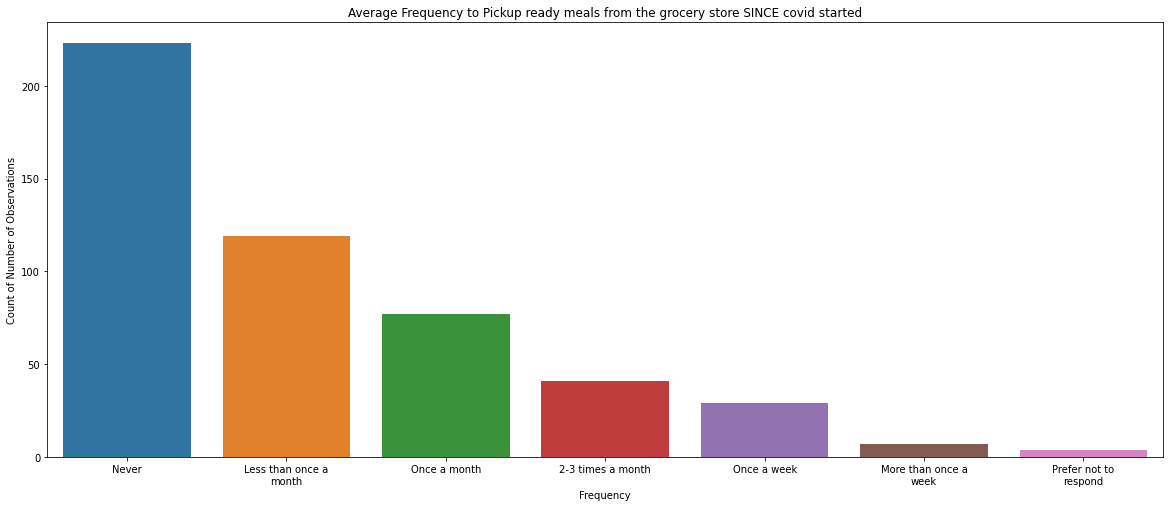 Average Frequency to Pickup ready meals from the grocery store SINCE covid started
Count of Number of Observations
200
150
100
50
0
Never
Less than once a
month
Once a month
2-3 times a month
Once a week
More than once a
week
Prefer not to
respond
Frequency